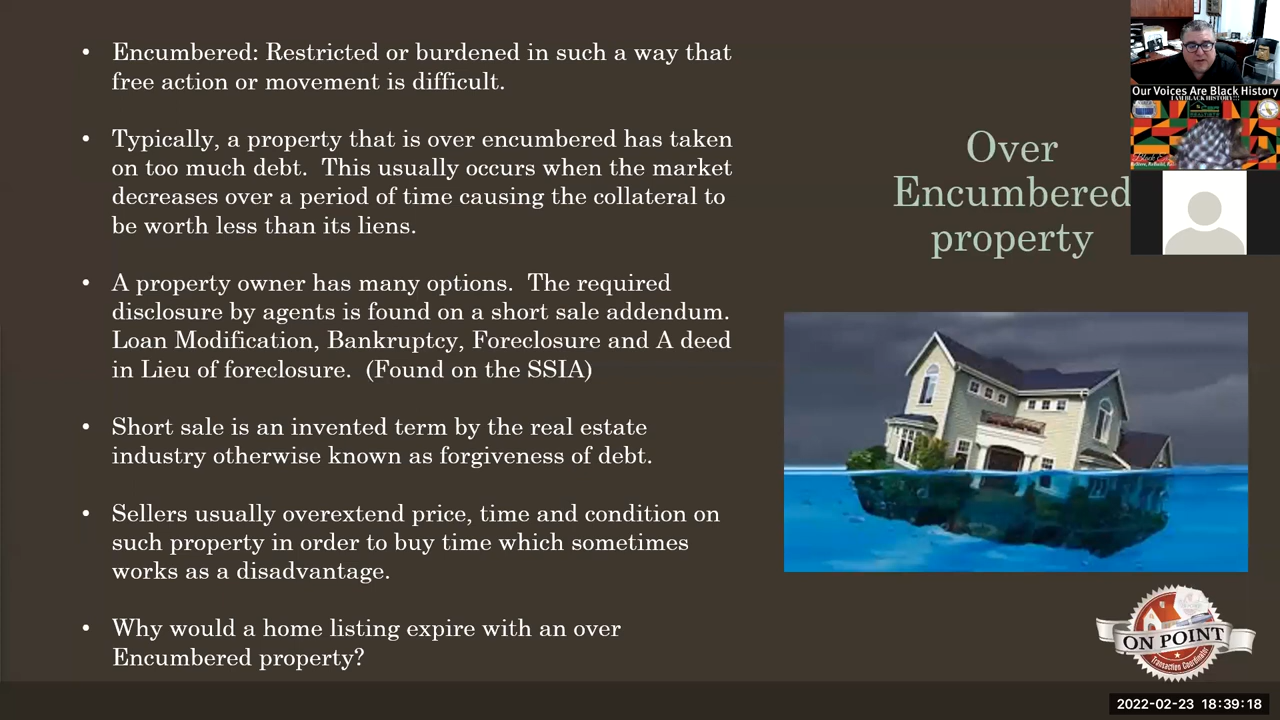 • Encumbered: Restricted or burdened in such a way that
free action or movement is difficult.
• Typically, a property that is over encumbered has taken
on too much debt.  This usually occurs when the market
decreases over a period of time causing the collateral to
be worth less than its liens.
• A property owner has many options.  The required
disclosure by agents is found on a short sale addendum.
Loan Modification, Bankruptcy, Foreclosure and A deed
in Lieu of foreclosure.  (Found on the SSIA)
• Short sale is an invented term by the real estate
industry otherwise known as forgiveness of debt.
• Sellers usually overextend price, time and condition on
such property in order to buy time which sometimes
works as a disadvantage.
• Why would a home listing expire with an over
Encumbered property?
Over
Encumbered
property
Our Voices Are Black History
I AM BLACK HISTORY!!!
ON POINT
Transaction Coordinator
2022-02-23 18:39:18